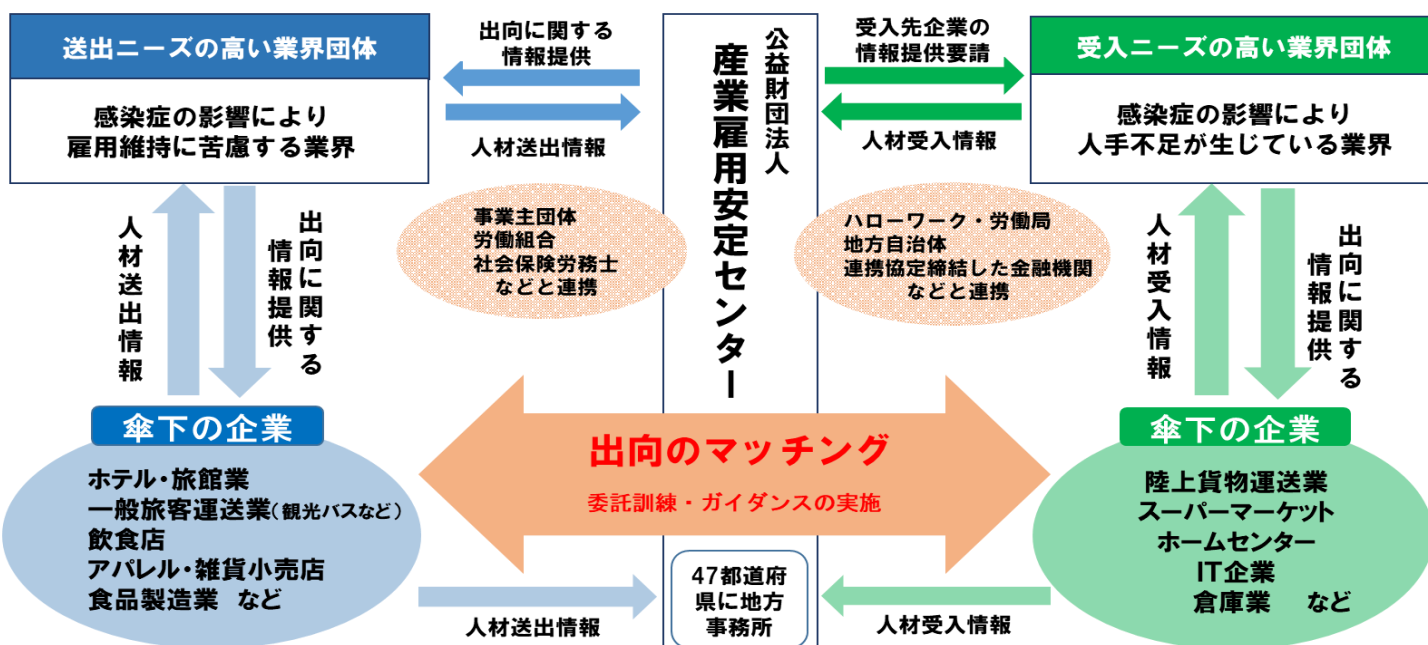 送出ニーズの高い業界団体
感染症の影響により
雇用維持に苦慮する業界
出向に関する
情報提供
人材送出情報
公益財団法人
産業雇用安定センター
受入先企業の
情報提供要請
人材受入情報
受入ニーズの高い業界団体
感染症の影響により
人手不足が生じている業界
事業主団体
労働組合
社会保険労務士
などと連携
ハローワーク・労働局
地方自治体
連携協定締結した金融機関
などと連携
人材送出情報
出向に関する
情報提供
人材受入情報
出向に関する
情報提供
傘下の企業
ホテル・旅館業
一般旅客運送業(観光バスなど)
飲食店
アパレル・雑貨小売店
食品製造業 など
出向のマッチング
委託訓練・ガイダンスの実施
傘下の企業
陸上貨物運送業
スーパーマーケット
ホームセンター
IT企業
倉庫業 など
人材送出情報
47都道府
県に地方
事務所
人材受入情報